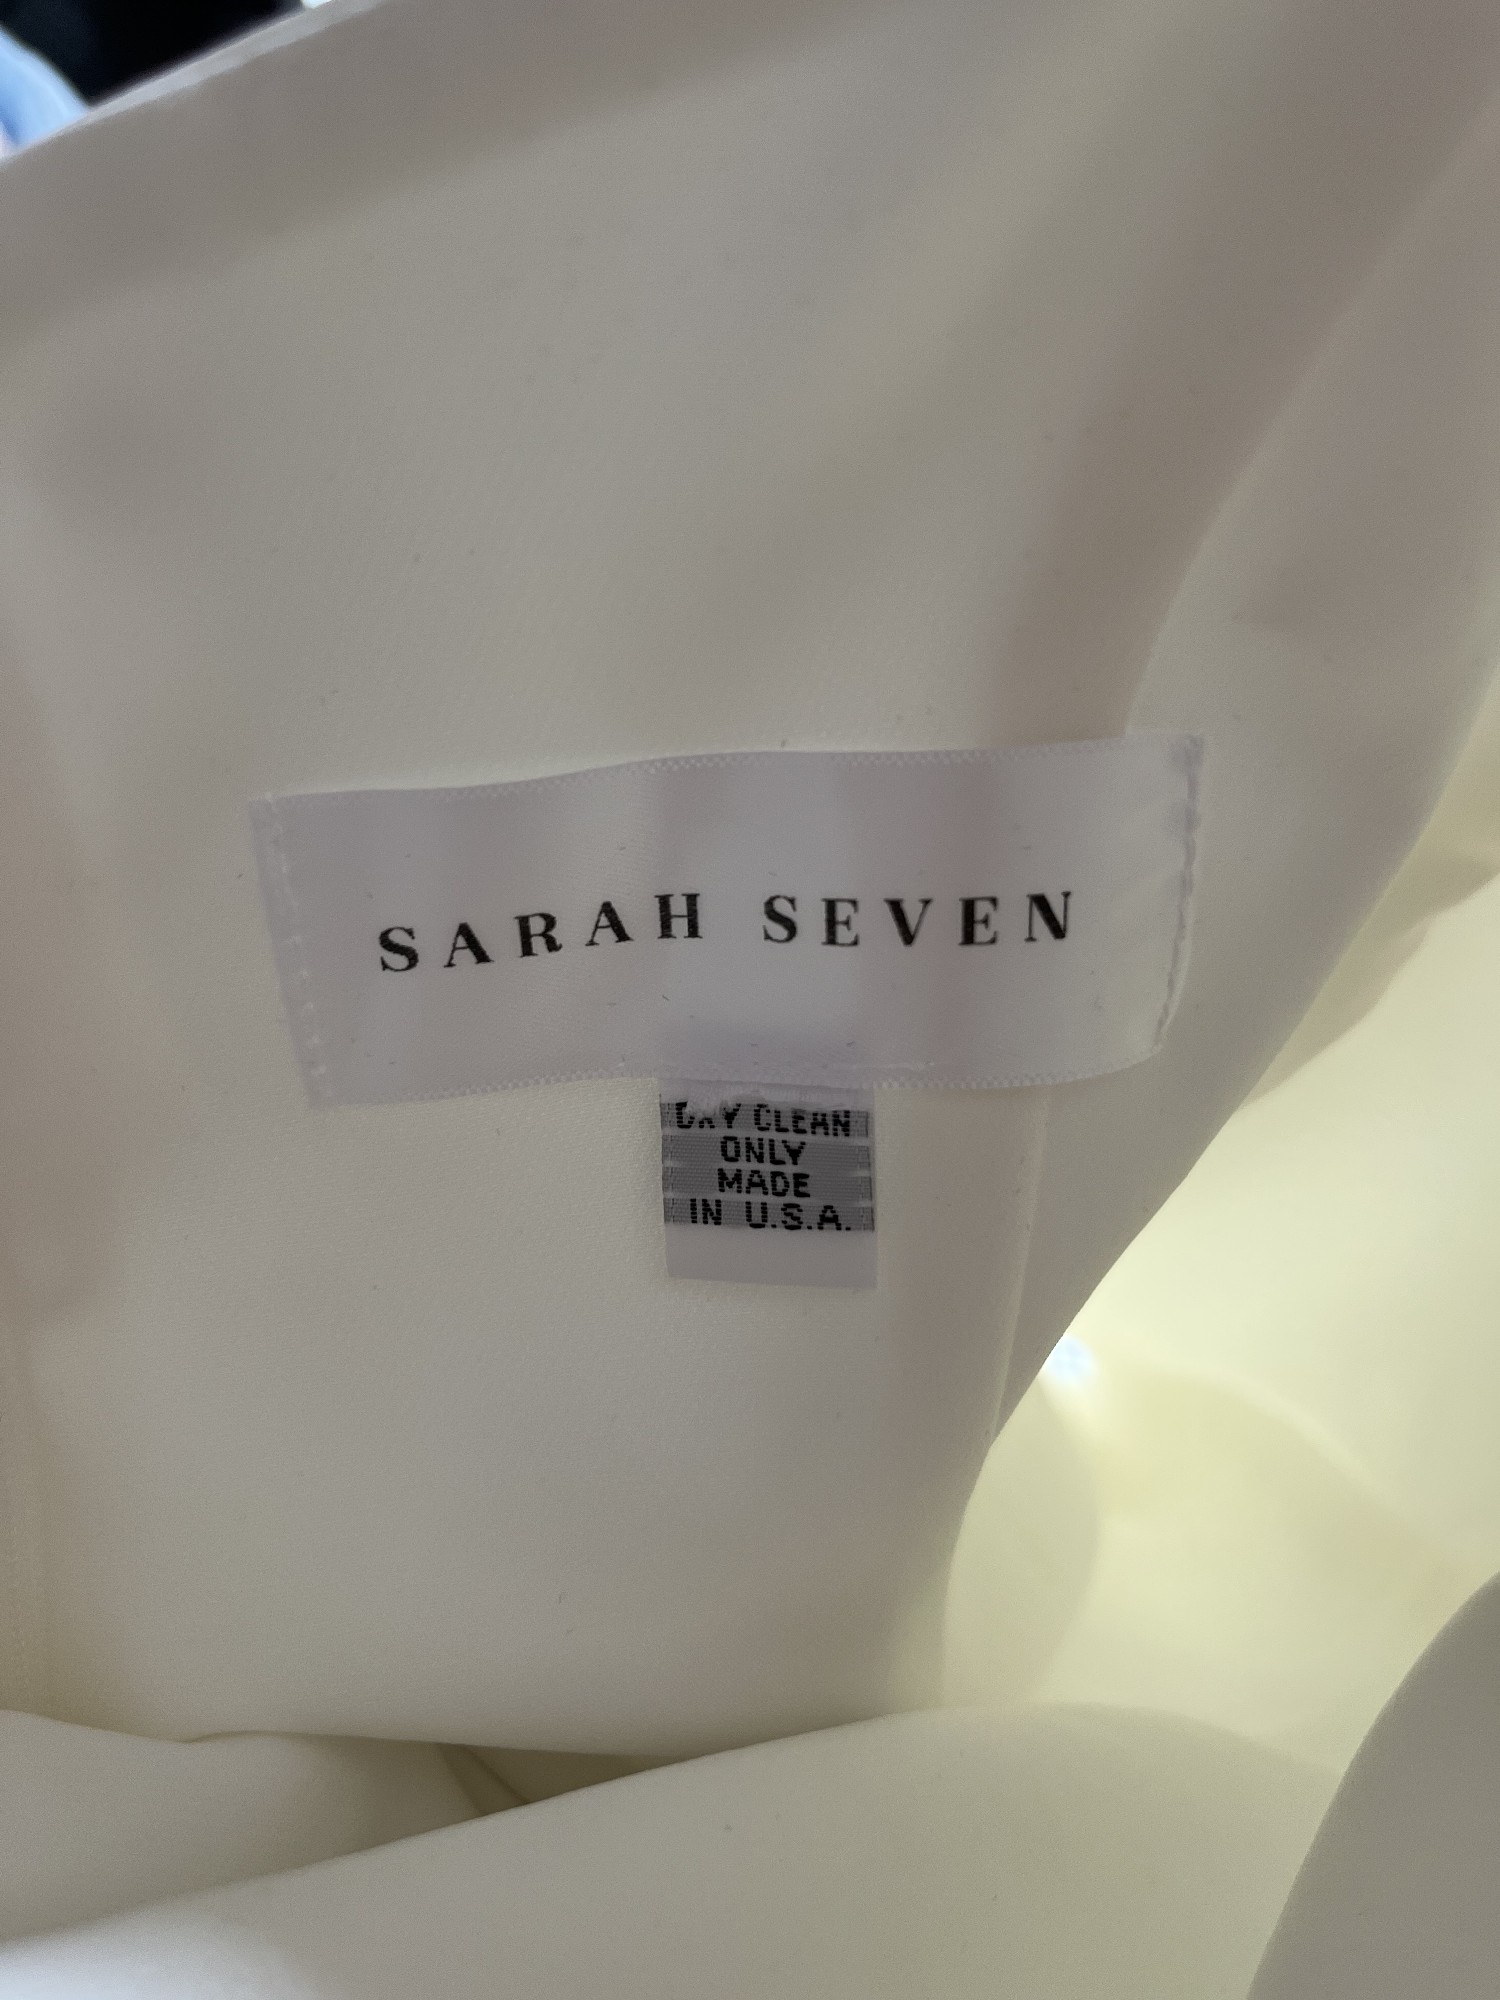 SARAH SEVEN
DRY CLEAN
ONLY
MADE
IN U.S.A.